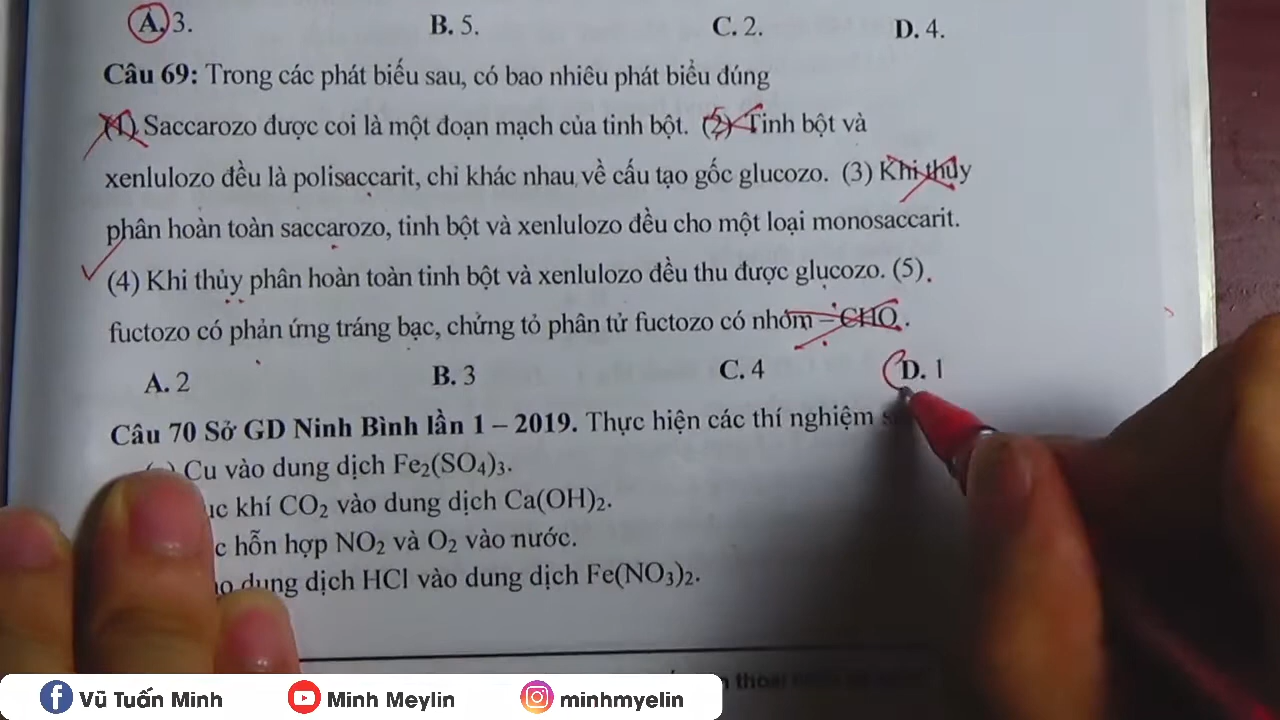 A. 3. B. 5. C. 2. D. 4.
Câu 69: Trong các phát biểu sau, có bao nhiêu phát biểu đúng
(1) Saccarozo được coi là một đoạn mạch của tinh bột. (2) Tinh bột và
xenlulozo đều là polisaccarit, chỉ khác nhau về cấu tạo gốc glucozo. (3) Khi thủy
phân hoàn toàn saccarozo, tinh bột và xenlulozo đều cho một loại monosaccarit.
(4) Khi thủy phân hoàn toàn tinh bột và xenlulozo đều thu được glucozo. (5)
fuctozo có phản ứng tráng bạc, chứng tỏ phân tử fuctozo có nhóm –CHO.
A. 2 B. 3 C. 4 D. 1
Câu 70 Sở GD Ninh Bình lần 1 – 2019. Thực hiện các thí nghiệm
Cu vào dung dịch Fe2(SO4)3.
khí CO2 vào dung dịch Ca(OH)2.
hỗn hợp NO2 và O2 vào nước.
dung dịch HCl vào dung dịch Fe(NO3)2.
Vũ Tuấn Minh Minh Meylin minhmyelin